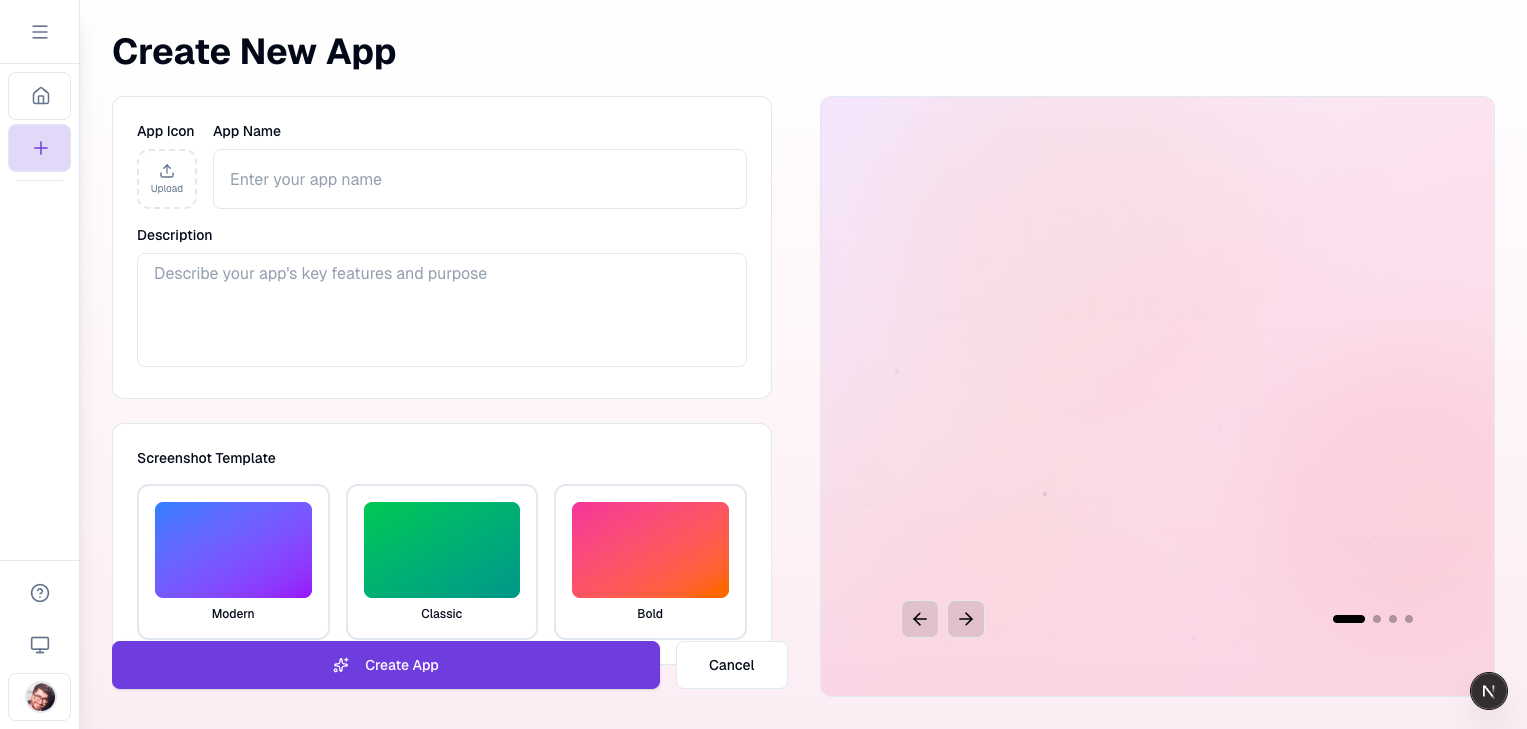 Create New App
App Icon
App Name
Upload
Enter your app name
Description
Describe your app's key features and purpose
Screenshot Template
Modern
Classic
Bold
Create App
Cancel
N